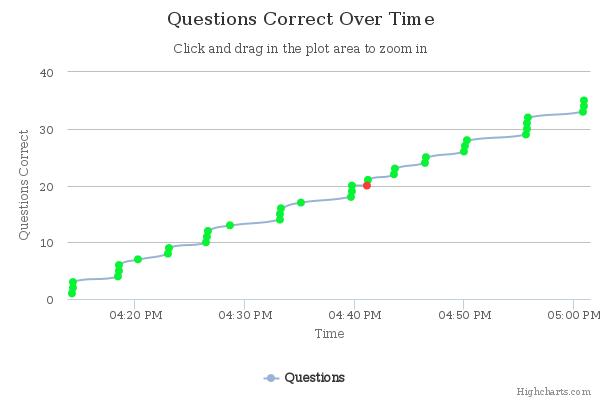 Questions Correct Over Time
Click and drag in the plot area to zoom in
Questions Correct
40
30
20
10
0
04:20 PM
04:30 PM
04:40 PM
04:50 PM
05:00 PM
Time
Questions
Highcharts.com